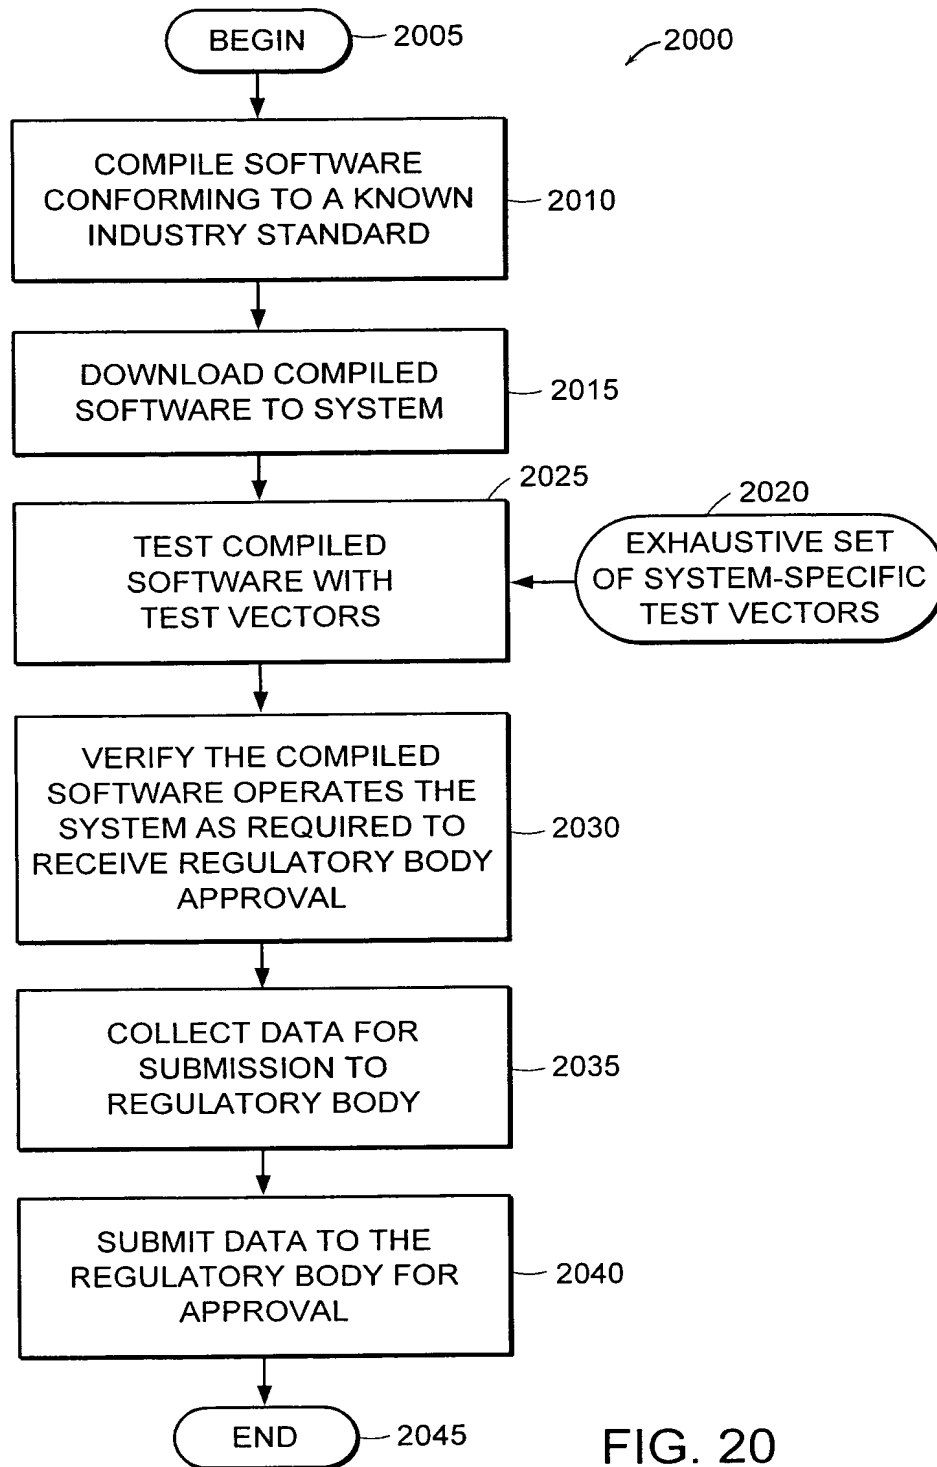 BEGIN
2005
2000
COMPILE SOFTWARE
CONFORMING TO A KNOWN
INDUSTRY STANDARD
2010
DOWNLOAD COMPILED
SOFTWARE TO SYSTEM
2015
2025
TEST COMPILED
SOFTWARE WITH
TEST VECTORS
2020
EXHAUSTIVE SET
OF SYSTEM-SPECIFIC
TEST VECTORS
VERIFY THE COMPILED
SOFTWARE OPERATES THE
SYSTEM AS REQUIRED TO
RECEIVE REGULATORY BODY
APPROVAL
2030
COLLECT DATA FOR
SUBMISSION TO
REGULATORY BODY
2035
SUBMIT DATA TO THE
REGULATORY BODY FOR
APPROVAL
2040
END
2045
FIG. 20